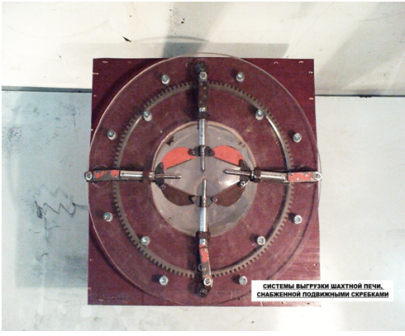 СИСТЕМЫ ВЫГРУЗКИ ШАХТНОЙ ПЕЧИ,
СНАБЖЕННОЙ ПОДВИЖНЫМИ СКРЕБКАМИ